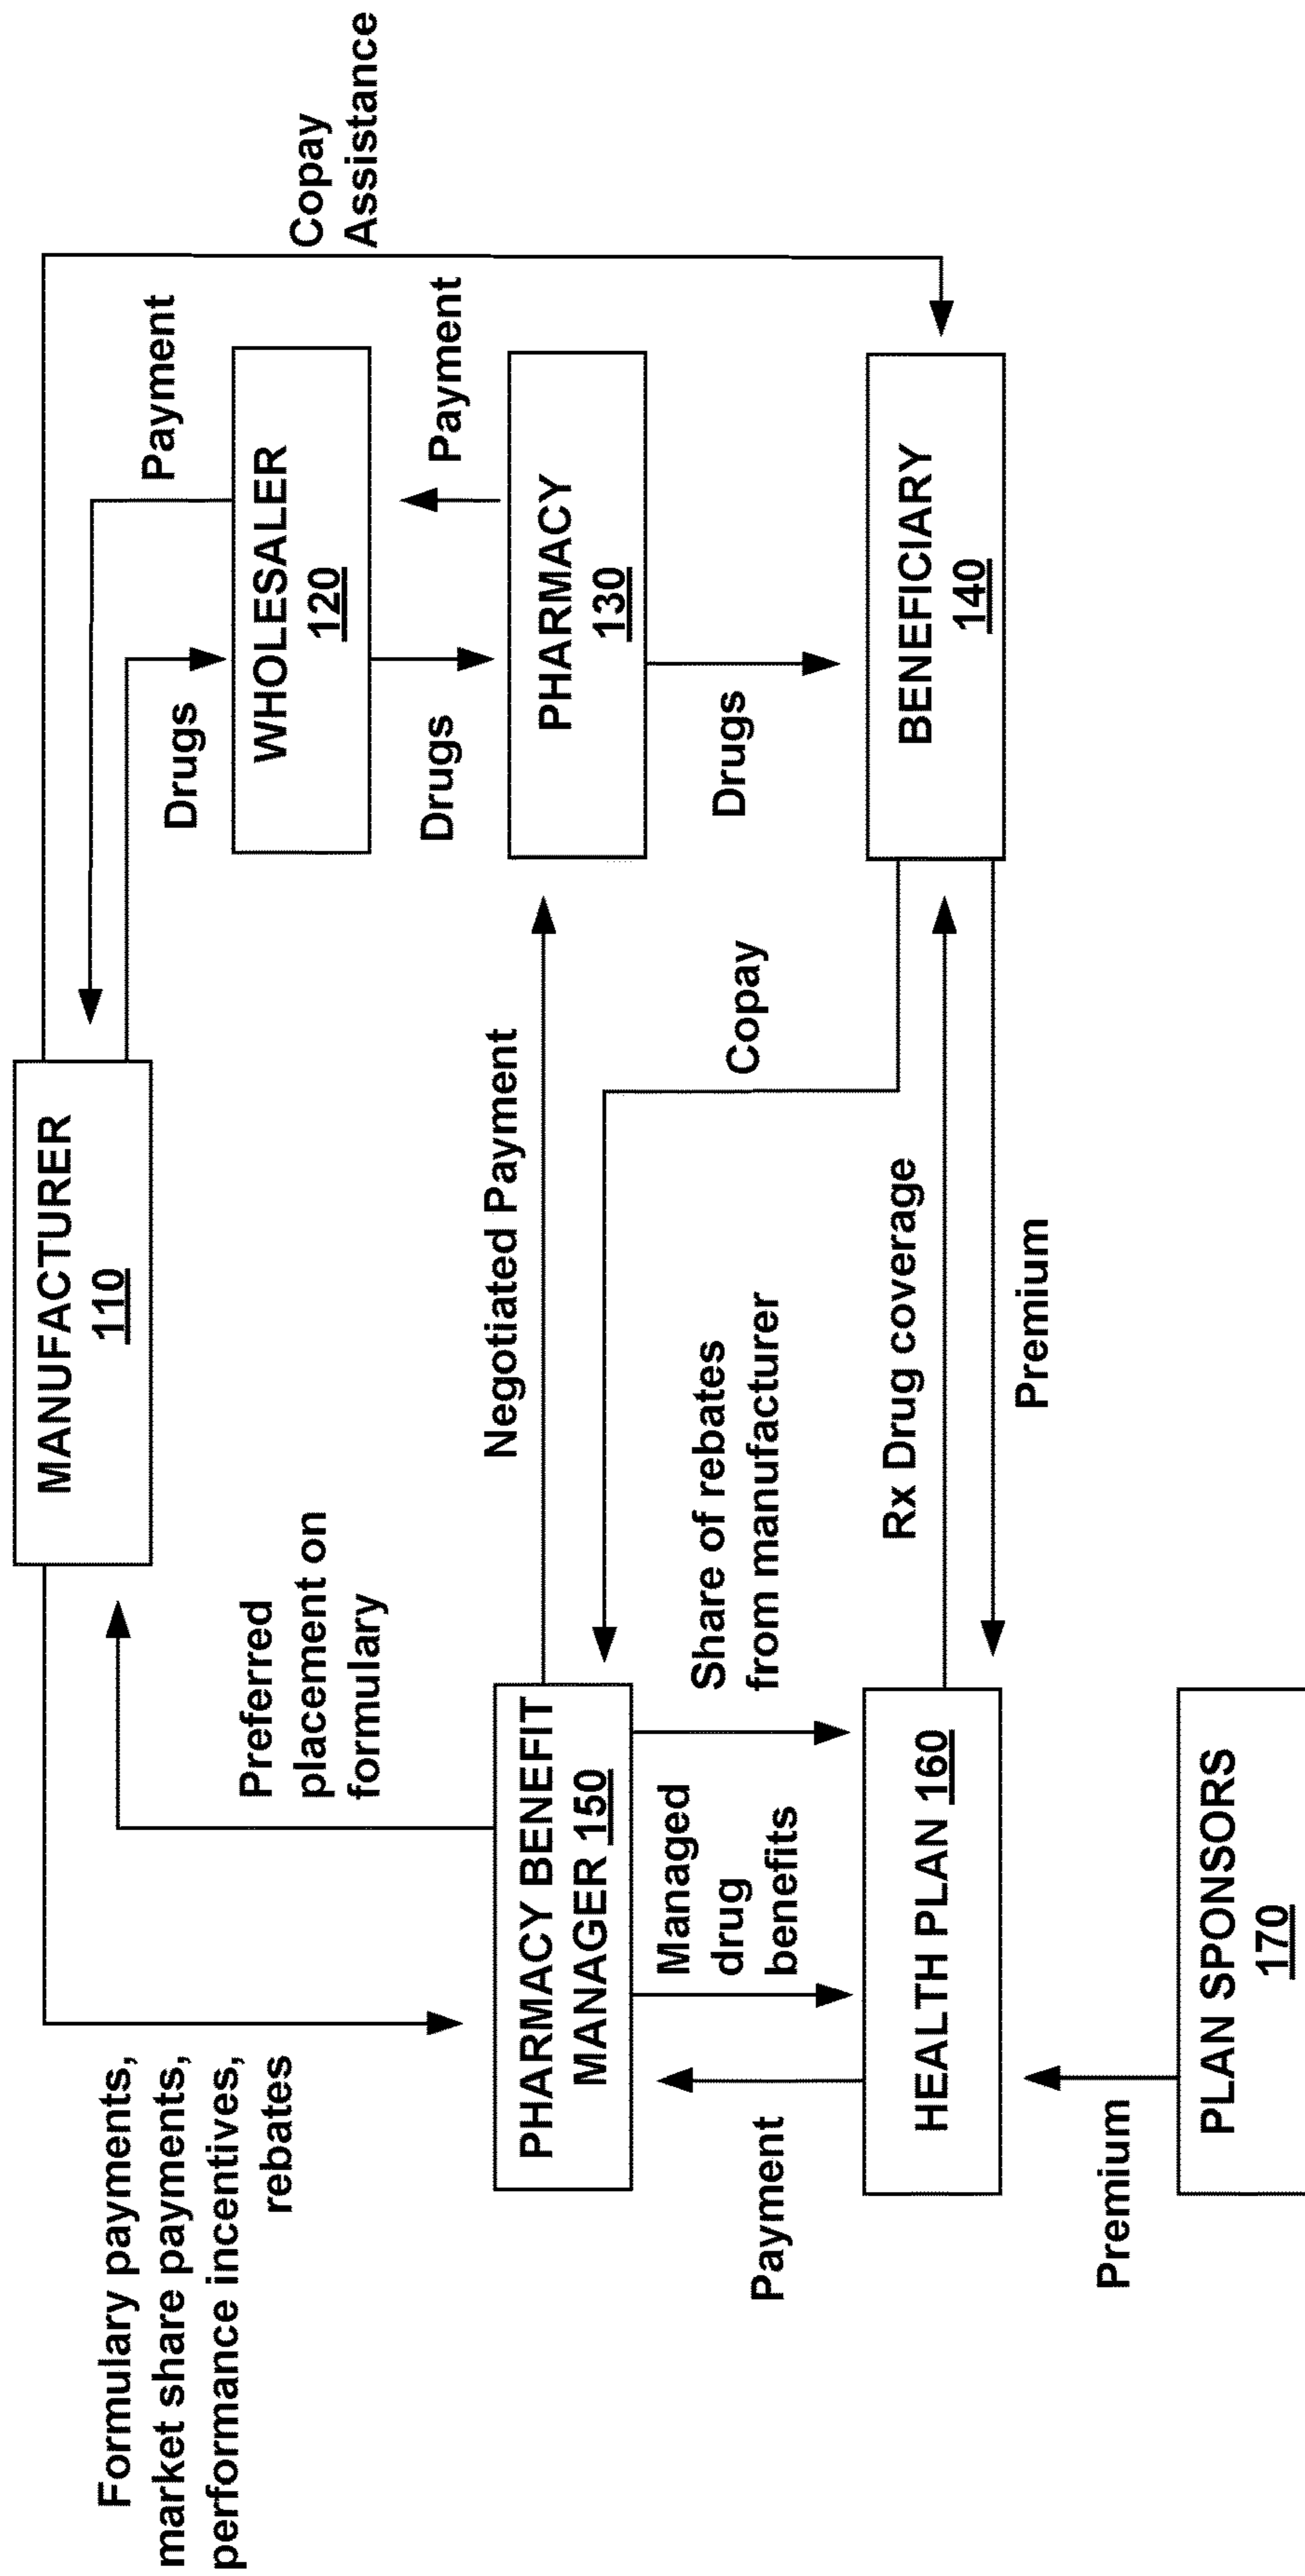 MANUFACTURER
110
Copay
Assistance
Payment
Drugs
Formulary payments,
market share payments,
performance incentives,
rebates
Preferred
placement on
formulary
WHOLESALER
120
Payment
Drugs
Negotiated Payment
PHARMACY BENEFIT
MANAGER 150
PHARMACY
130
Copay
Drugs
Payment
Managed
drug
benefits
Share of rebates
from manufacturer
HEALTH PLAN 160
Rx Drug coverage
BENEFICIARY
140
Premium
Premium
PLAN SPONSORS
170